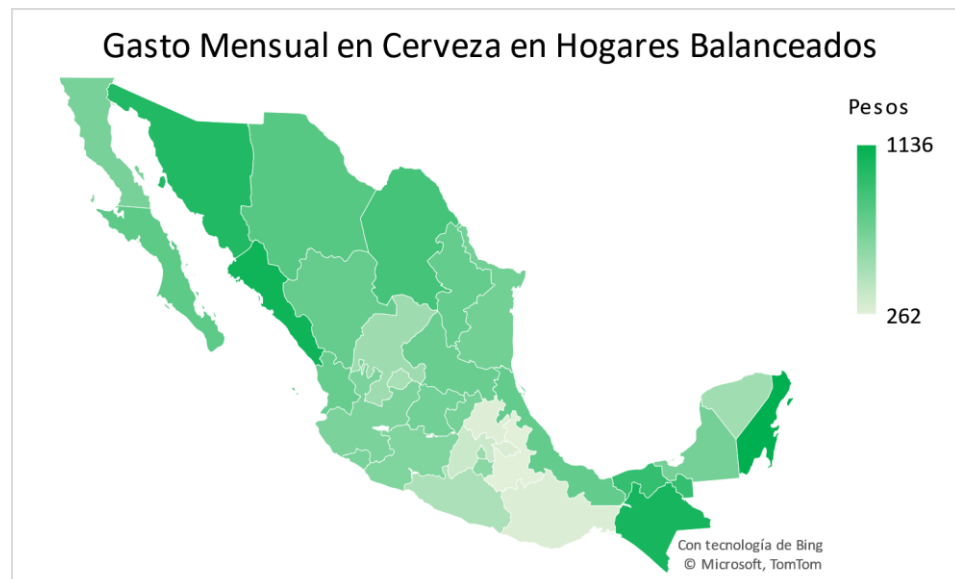 Gasto Mensual en Cerveza en Hogares Balanceados
Pesos
1136
262
Con tecnología de Bing
© Microsoft, TomTom